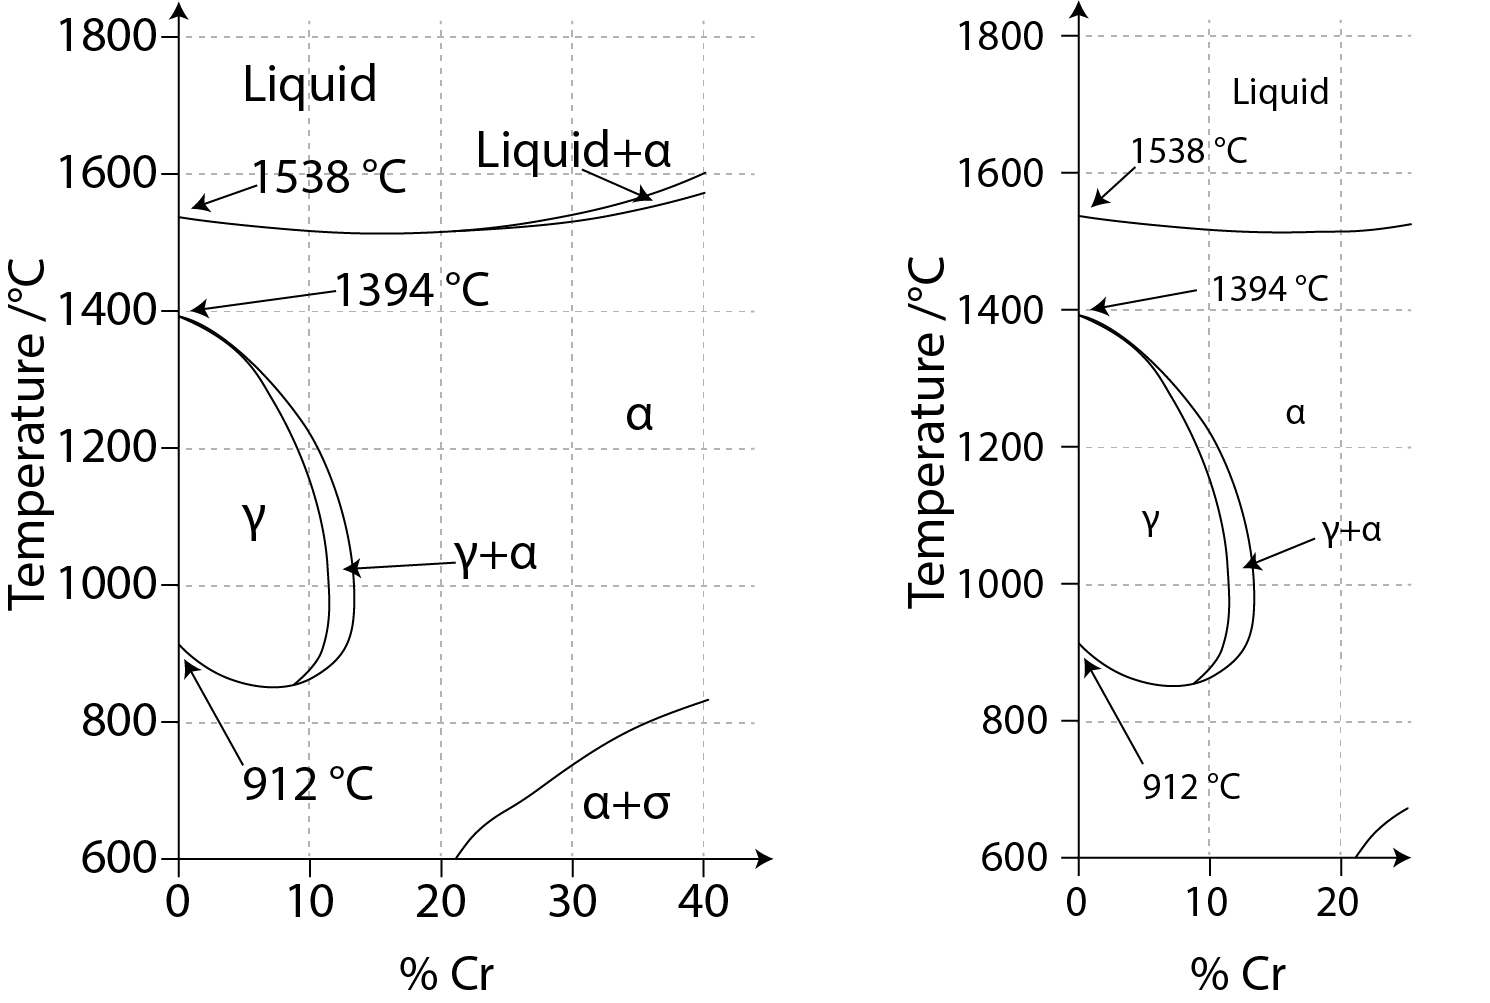 1800
Liquid
Liquid+α
1600
1538 °C
1400
1394 °C
1200
α
γ
γ+α
1000
800
912 °C
α+σ
600
0 10 20 30 40
% Cr
Temperature /°C
1800
Liquid
1538 °C
1600
1400
1394 °C
α
1200
γ
γ+α
1000
800
912 °C
600
0 10 20
% Cr
Temperature /°C